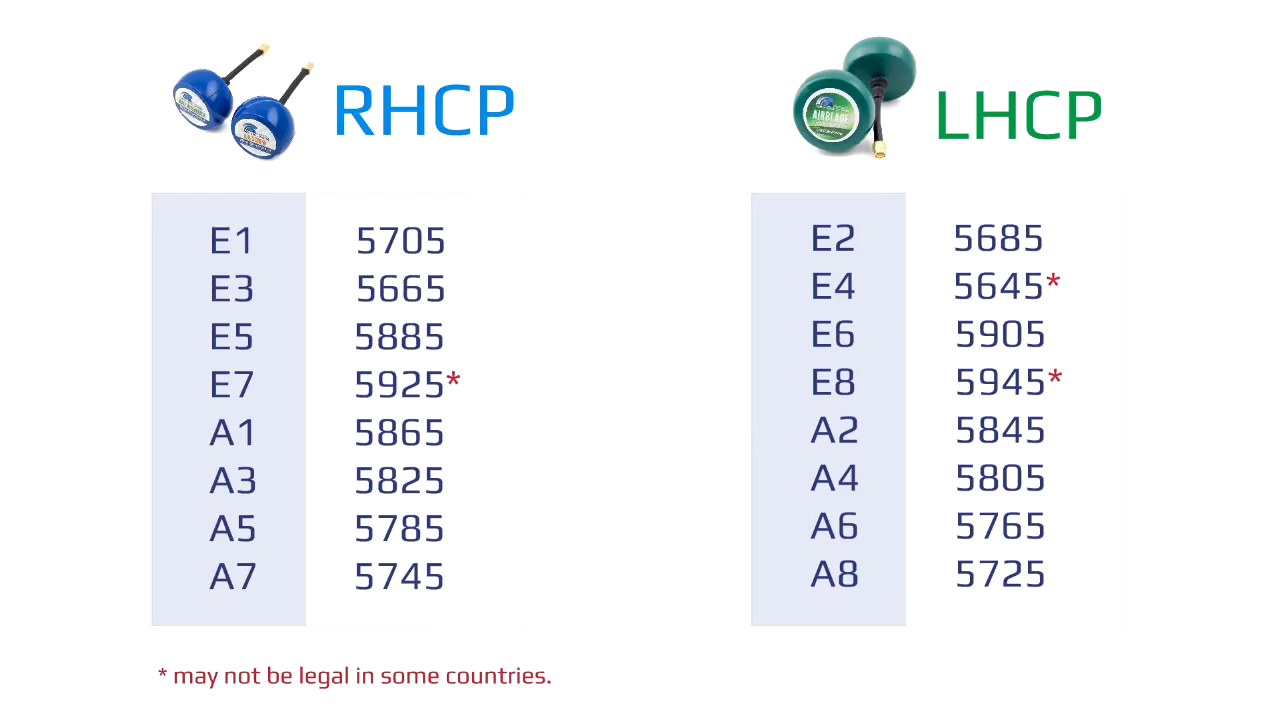 RHCP
E1 5705
E3 5665
E5 5885
E7 5925*
A1 5865
A3 5825
A5 5785
A7 5745
AIRBLADE
LHCP
E2 5685
E4 5645*
E6 5905
E8 5945*
A2 5845
A4 5805
A6 5765
A8 5725
* may not be legal in some countries.